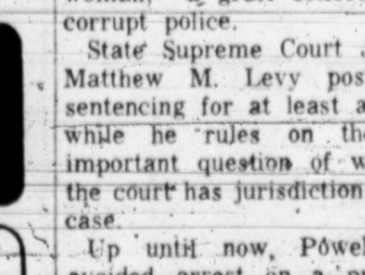 corrupt police.
State Supreme Court
Matthew M. Levy pos
sentencing for at least a
while he rules on th
important question of w
the court has jurisdiction
case.
Up until now, Powel